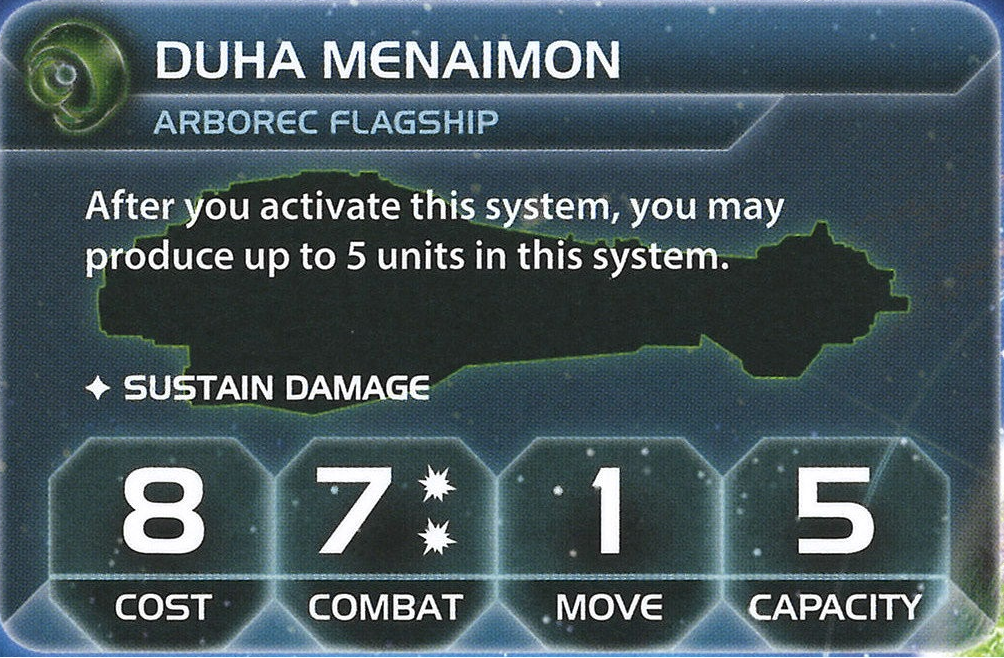 DUHA MENAIMON
ARBOREC FLAGSHIP
After you activate this system, you may
produce up to 5 units in this system.
✦ SUSTAIN DAMAGE
8 7 1 5
COST COMBAT MOVE CAPACITY